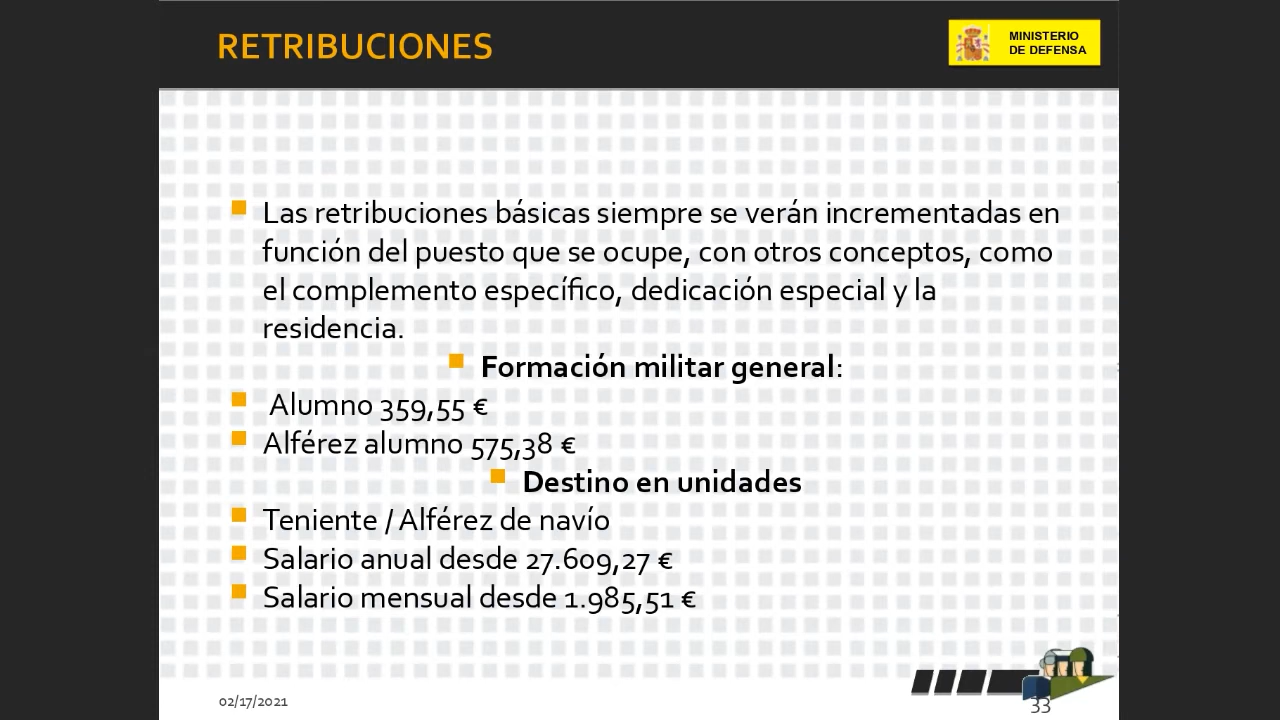 RETRIBUCIONES
MINISTERIO
DE DEFENSA
Las retribuciones básicas siempre se verán incrementadas en
función del puesto que se ocupe, con otros conceptos, como
el complemento específico, dedicación especial y la
residencia.
Formación militar general:
Alumno 359,55 €
Alférez alumno 575,38 €
Destino en unidades
Teniente / Alférez de navío
Salario anual desde 27.609,27 €
Salario mensual desde 1.985,51 €
02/17/2021
33